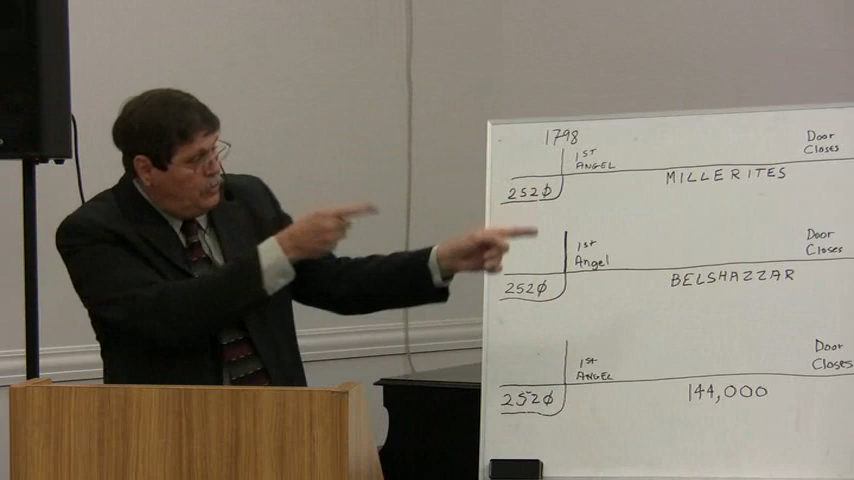 1798
1ST
ANGEL
Door
Closes
2520
MILLERITES
1st
Angel
Door
Closes
2520
BELSHAZZAR
1st
ANGEL
Door
Closes
2520
144,000